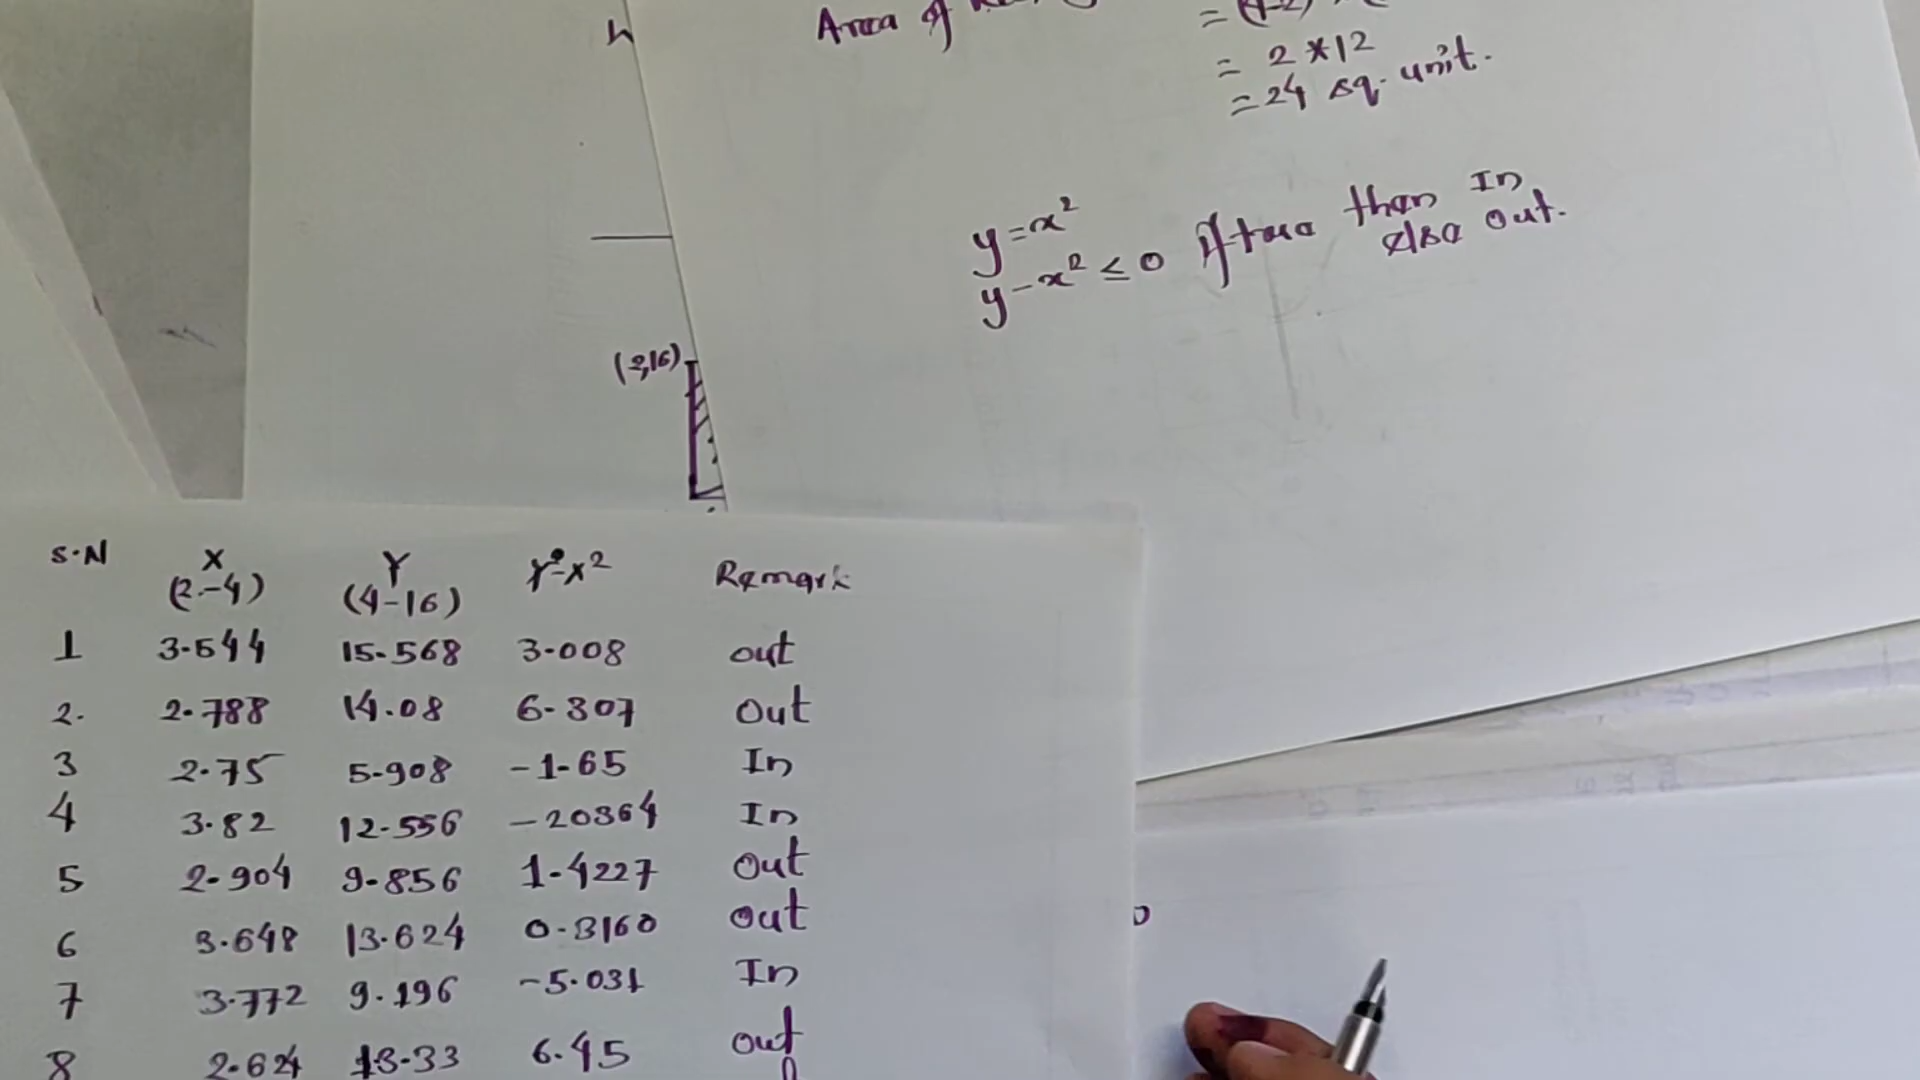 Area of
= 2 * 12
= 24 sq. unit.
y = x²
y - x² ≤ 0 if true than In
else out.
(2,16)
S.N X Y Y-x² Remark
(2-4) (4-16)
1 3.544 15.568 3.008 out
2. 2.788 14.08 6.307 Out
3 2.75 5.908 -1.65 In
4 3.82 12.556 -20364 In
5 2.904 9.856 1.4227 Out
6 3.648 13.624 0.3160 out
7 3.772 9.196 -5.031 In
8 2.624 13.33 6.45 out